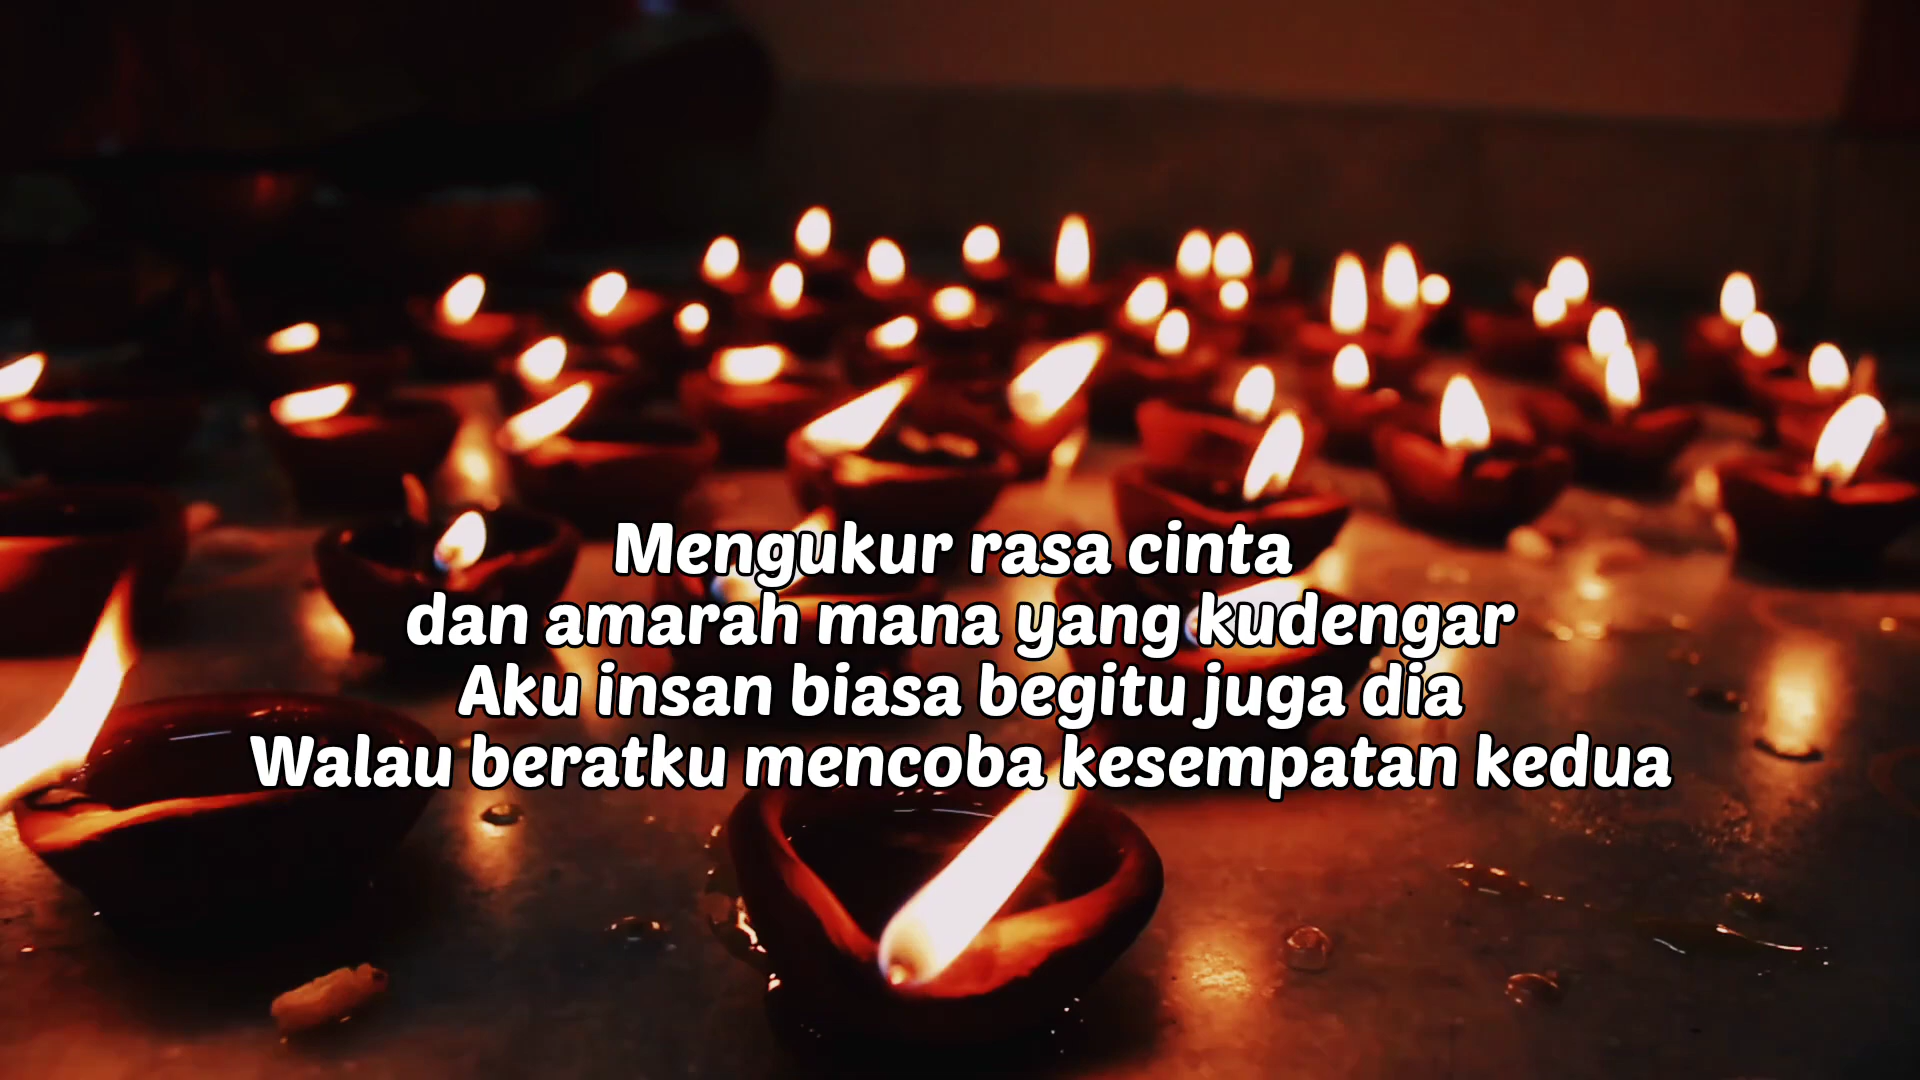 Mengukur rasa cinta
dan amarah mana yang kudengar
Aku insan biasa begitu juga dia
Walau beratku mencoba kesempatan kedua